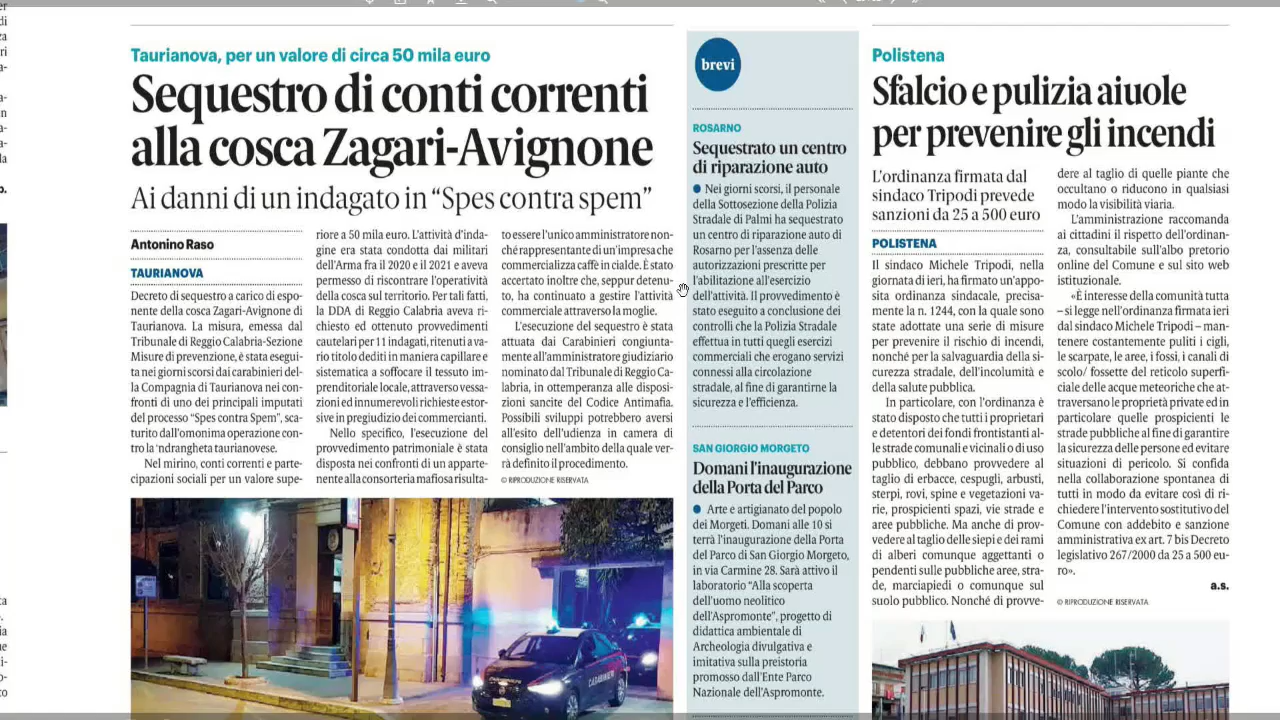 Taurianova, per un valore di circa 50 mila euro
Sequestro di conti correnti
alla cosca Zagari-Avignone
Ai danni di un indagato in “Spes contra spem”
Antonino Raso
TAURIANOVA
Decreto di sequestro a carico di espo-
nente della cosca Zagari-Avignone di
Taurianova. La misura, emessa dal
Tribunale di Reggio Calabria-Sezione
Misure di prevenzione, è stata esegui-
ta nei giorni scorsi dai carabinieri del-
la Compagnia di Taurianova nei con-
fronti di uno dei principali imputati
del processo “Spes contra Spem”, sca-
turito dall'omonima operazione con-
tro la 'ndrangheta taurianovese.
Nel mirino, conti correnti e parte-
cipazioni sociali per un valore supe-
riore a 50 mila euro. L'attività d'inda-
gine era stata condotta dai militari
dell'Arma fra il 2020 e il 2021 e aveva
permesso di riscontrare l'operatività
della cosca sul territorio. Per tali fatti,
la DDA di Reggio Calabria aveva ri-
chiesto ed ottenuto provvedimenti
cautelari per 11 indagati, ritenuti a va-
rio titolo dediti in maniera capillare e
sistematica a soffocare il tessuto im-
prenditoriale locale, attraverso vessa-
zioni ed innumerevoli richieste estor-
sive in pregiudizio dei commercianti.
Nello specifico, l'esecuzione del
provvedimento patrimoniale è stata
disposta nei confronti di un apparte-
nente alla consorteria mafiosa risulta-
to essere l'unico amministratore non-
ché rappresentante di un'impresa che
commercializza caffè in cialde. È stato
accertato inoltre che, seppur detenu-
to, ha continuato a gestire l'attività
commerciale attraverso la moglie.
L'esecuzione del sequestro è stata
attuata dai Carabinieri congiunta-
mente all'amministratore giudiziario
nominato dal Tribunale di Reggio Ca-
labria, in ottemperanza alle disposi-
zioni sancite del Codice Antimafia.
Possibili sviluppi potrebbero aversi
all'esito dell'udienza in camera di
consiglio nell'ambito della quale ver-
rà definito il procedimento.
© RIPRODUZIONE RISERVATA
CARABINIERI
brevi
ROSARNO
Sequestrato un centro
di riparazione auto
● Nei giorni scorsi, il personale
della Sottosezione della Polizia
Stradale di Palmi ha sequestrato
un centro di riparazione auto di
Rosarno per l'assenza delle
autorizzazioni prescritte per
l'abilitazione all'esercizio
dell'attività. Il provvedimento è
stato eseguito a conclusione dei
controlli che la Polizia Stradale
effettua in tutti quegli esercizi
commerciali che erogano servizi
connessi alla circolazione
stradale, al fine di garantirne la
sicurezza e l'efficienza.
SAN GIORGIO MORGETO
Domani l'inaugurazione
della Porta del Parco
● Arte e artigianato del popolo
dei Morgeti. Domani alle 10 si
terrà l'inaugurazione della Porta
del Parco di San Giorgio Morgeto,
in via Carmine 28. Sarà attivo il
laboratorio “Alla scoperta
dell'uomo neolitico
dell'Aspromonte”, progetto di
didattica ambientale di
Archeologia divulgativa e
imitativa sulla preistoria
promosso dall'Ente Parco
Nazionale dell'Aspromonte.
Polistena
Sfalcio e pulizia aiuole
per prevenire gli incendi
L'ordinanza firmata dal
sindaco Tripodi prevede
sanzioni da 25 a 500 euro
POLISTENA
Il sindaco Michele Tripodi, nella
giornata di ieri, ha firmato un'appo-
sita ordinanza sindacale, precisa-
mente la n. 1244, con la quale sono
state adottate una serie di misure
per prevenire il rischio di incendi,
nonché per la salvaguardia della si-
curezza stradale, dell'incolumità e
della salute pubblica.
In particolare, con l'ordinanza è
stato disposto che tutti i proprietari
e detentori dei fondi frontistanti al-
le strade comunali e vicinali o di uso
pubblico, debbano provvedere al
taglio di erbacce, cespugli, arbusti,
sterpi, rovi, spine e vegetazioni va-
rie, prospicienti spazi, vie strade e
aree pubbliche. Ma anche di prov-
vedere al taglio delle siepi e dei rami
di alberi comunque aggettanti o
pendenti sulle pubbliche aree, stra-
de, marciapiedi o comunque sul
suolo pubblico. Nonché di provve-
dere al taglio di quelle piante che
occultano o riducono in qualsiasi
modo la visibilità viaria.
L'amministrazione raccomanda
ai cittadini il rispetto dell'ordinan-
za, consultabile sull'albo pretorio
online del Comune e sul sito web
istituzionale.
«È interesse della comunità tutta
– si legge nell'ordinanza firmata ieri
dal sindaco Michele Tripodi – man-
tenere costantemente puliti i cigli,
le scarpate, le aree, i fossi, i canali di
scolo/ fossette del reticolo superfi-
ciale delle acque meteoriche che at-
traversano le proprietà private ed in
particolare quelle prospicienti le
strade pubbliche al fine di garantire
la sicurezza delle persone ed evitare
situazioni di pericolo. Si confida
nella collaborazione spontanea di
tutti in modo da evitare così di ri-
chiedere l'intervento sostitutivo del
Comune con addebito e sanzione
amministrativa ex art. 7 bis Decreto
legislativo 267/2000 da 25 a 500 eu-
ro».
a.s.
© RIPRODUZIONE RISERVATA